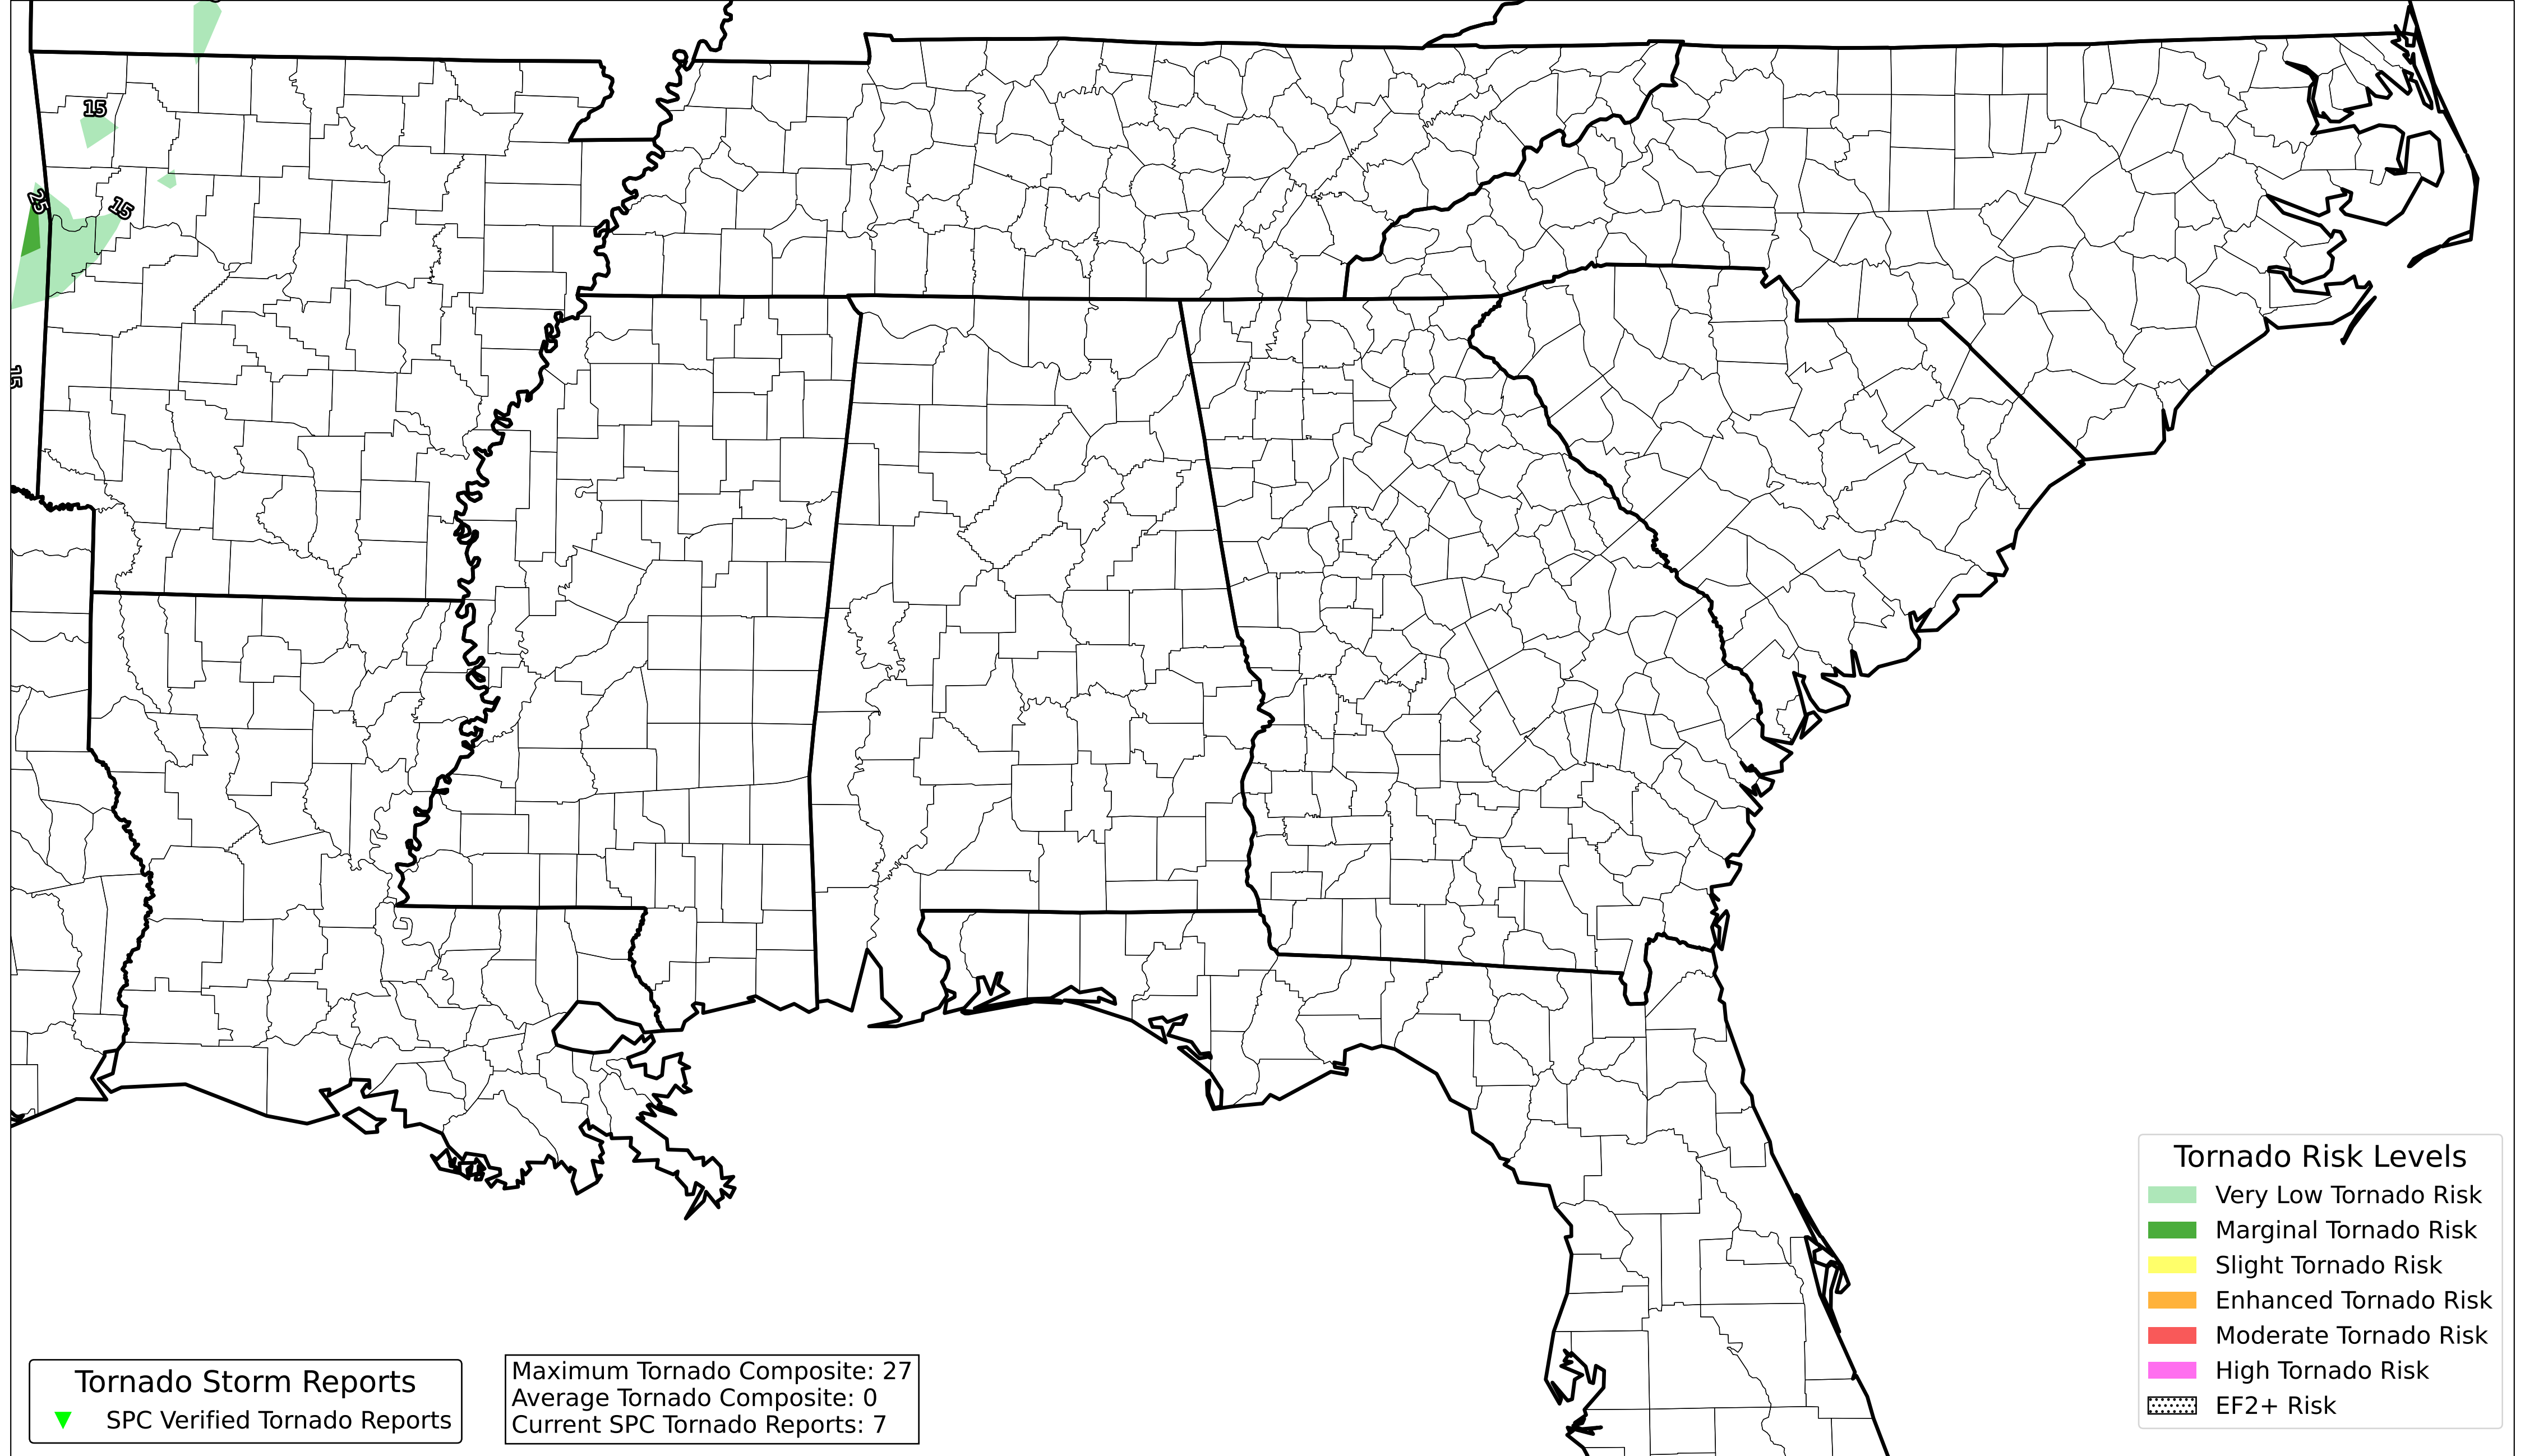 15
25
15
15
Tornado Storm Reports
SPC Verified Tornado Reports
Maximum Tornado Composite: 27
Average Tornado Composite: 0
Current SPC Tornado Reports: 7
Tornado Risk Levels
Very Low Tornado Risk
Marginal Tornado Risk
Slight Tornado Risk
Enhanced Tornado Risk
Moderate Tornado Risk
High Tornado Risk
EF2+ Risk